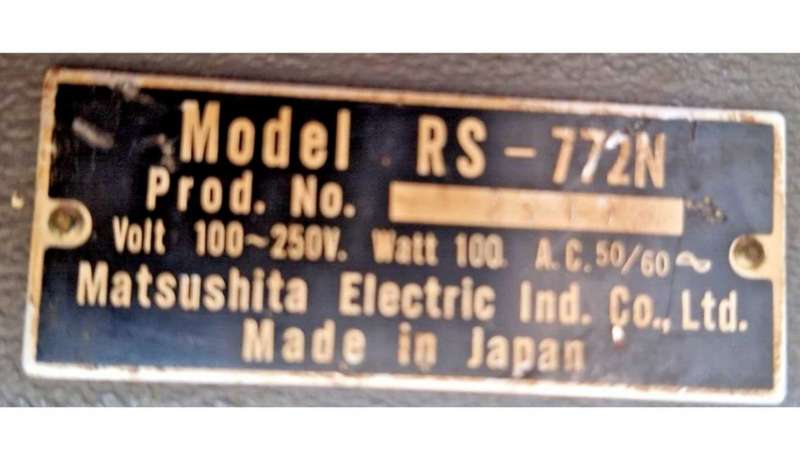 Model RS-772N
Prod. No.
Volt 100~250V. Watt 100. A.C. 50/60 ~
Matsushita Electric Ind. Co., Ltd.
Made in Japan